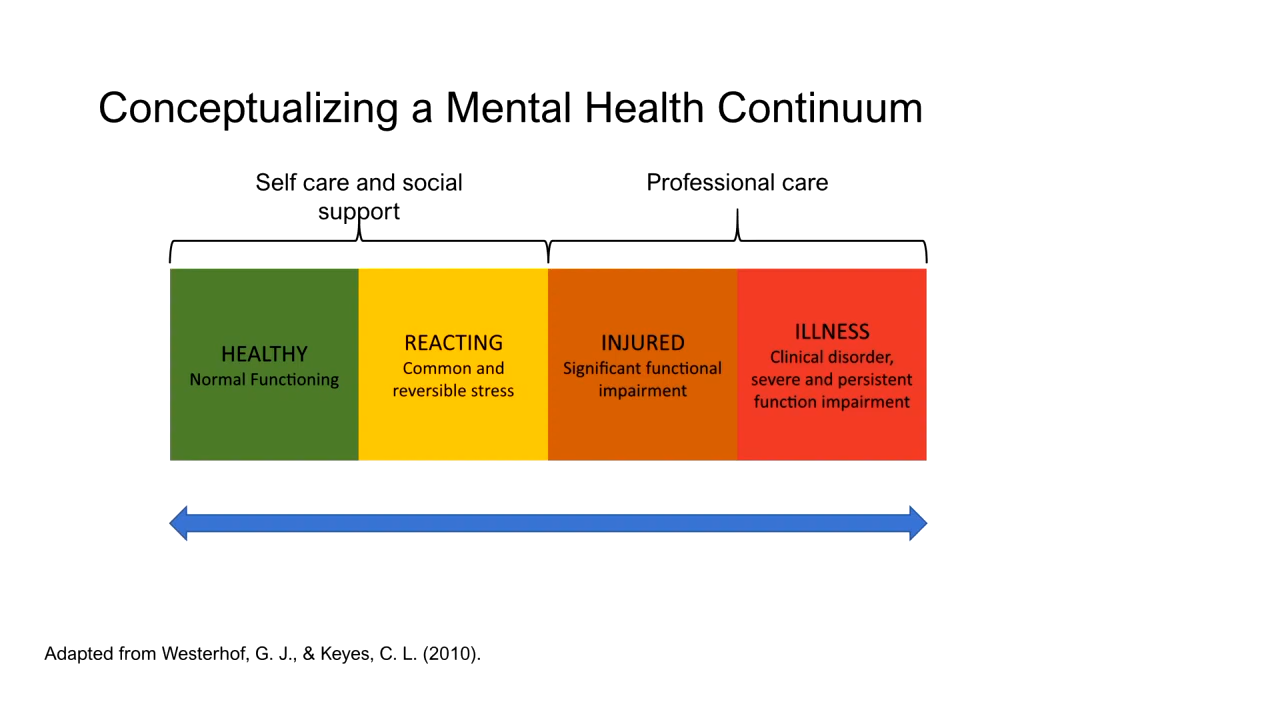 Conceptualizing a Mental Health Continuum
Self care and social
support
Professional care
HEALTHY
Normal Functioning
REACTING
Common and
reversible stress
INJURED
Significant functional
impairment
ILLNESS
Clinical disorder,
severe and persistent
function impairment
Adapted from Westerhof, G. J., & Keyes, C. L. (2010).